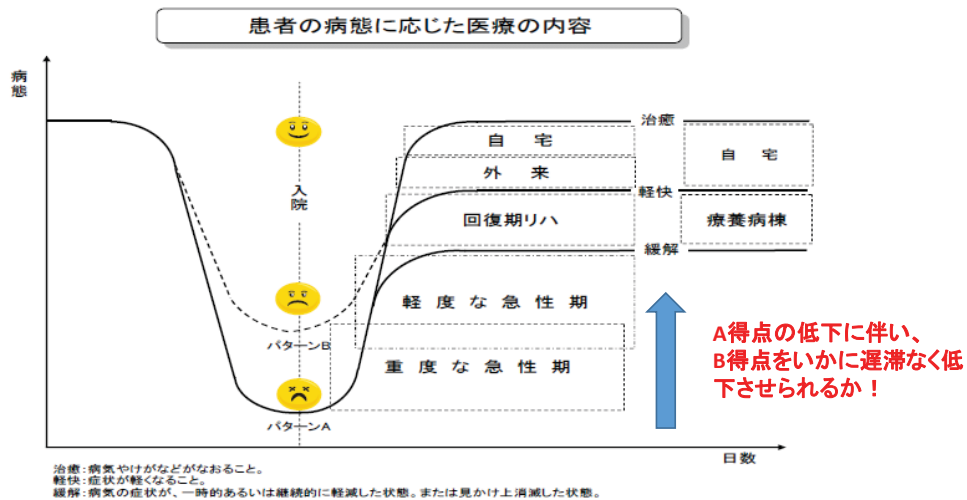 患者の病態に応じた医療の内容
病態
治癒
自宅
自宅
外来
入院
軽快
回復期リハ
療養病棟
緩解
軽度な急性期
パターンB
重度な急性期
パターンA
A得点の低下に伴い、
B得点をいかに遅滞なく低
下させられるか！
日数
治癒:病気やけがなどがなおること。
軽快:症状が軽くなること。
緩解:病気の症状が、一時的あるいは継続的に軽減した状態。または見かけ上消滅した状態。